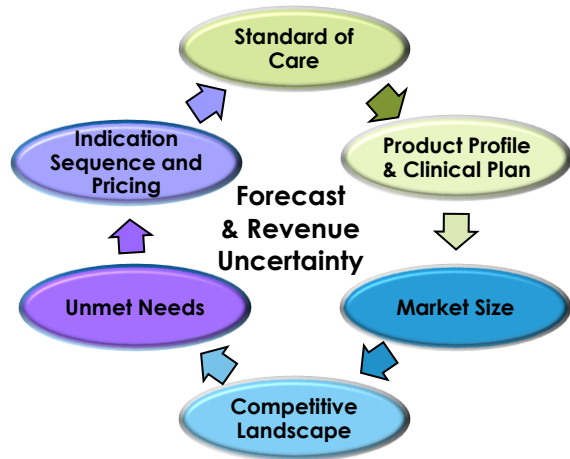 Standard of
Care
Product Profile
& Clinical Plan
Market Size
Competitive
Landscape
Unmet Needs
Indication
Sequence and
Pricing
Forecast
& Revenue
Uncertainty